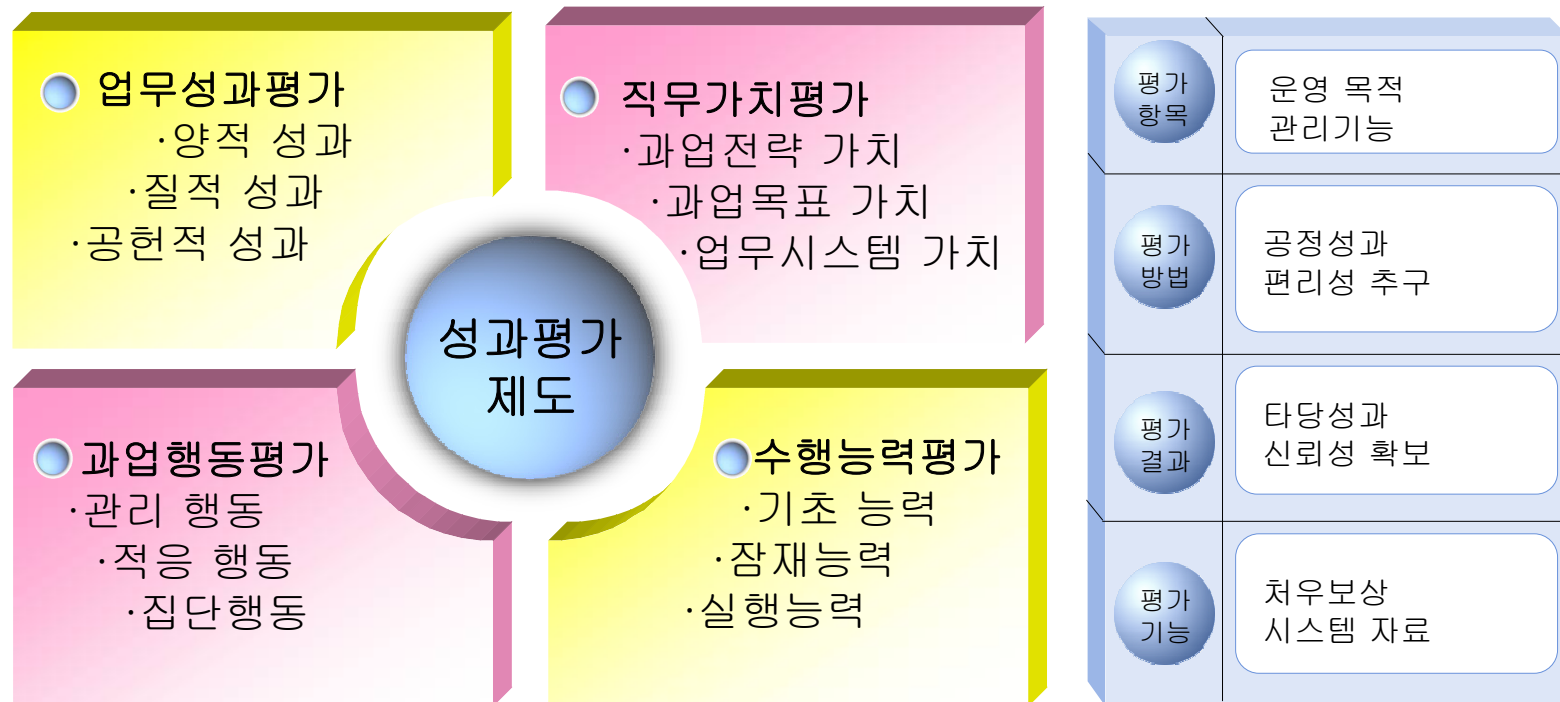 업무성과평가
·양적 성과
·질적 성과
·공헌적 성과
직무가치평가
·과업전략 가치
·과업목표 가치
·업무시스템 가치
성과평가
제도
과업행동평가
·관리 행동
·적응 행동
·집단행동
수행능력평가
·기초 능력
·잠재능력
·실행능력
평가
항목
운영 목적
관리기능
평가
방법
공정성과
편리성 추구
평가
결과
타당성과
신뢰성 확보
평가
기능
처우보상
시스템 자료